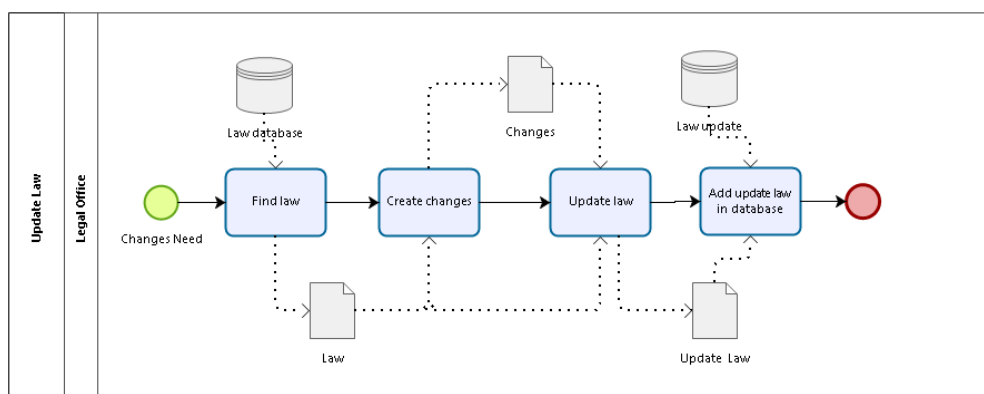 Update Law
Legal Office
Law database
Changes
Law update
Find law
Create changes
Update law
Add update law
in database
Changes Need
Law
Update Law